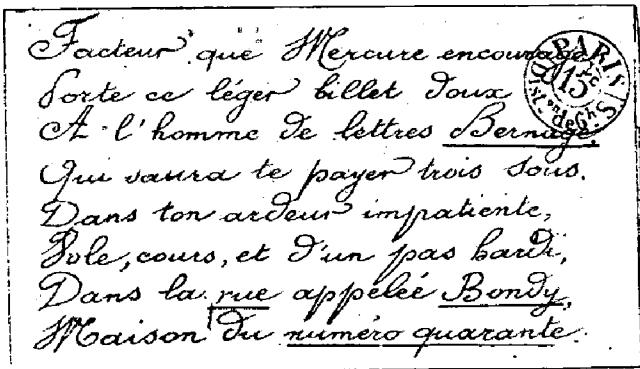 Facteur que Mercure encourage
Porte ce léger billet doux
A l'homme de lettres Bernage,
Qui saura te payer trois sous.
Dans ton ardeur impatiente,
Vole, cours, et d'un pas hardi,
Dans la rue appeleé Bondy,
Maison du numéro quarante.
PARIS
15